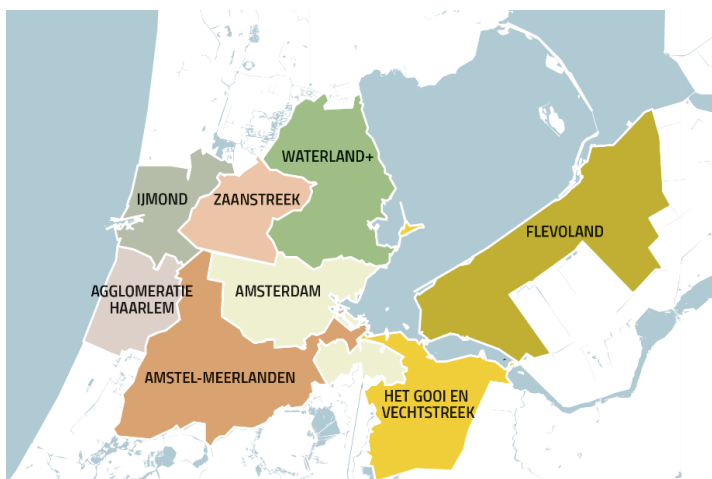 WATERLAND+
IJMOND
ZAANSTREEK
FLEVOLAND
AGGLOMERATIE
HAARLEM
AMSTERDAM
AMSTEL-MEERLANDEN
HET GOOI EN
VECHTSTREEK